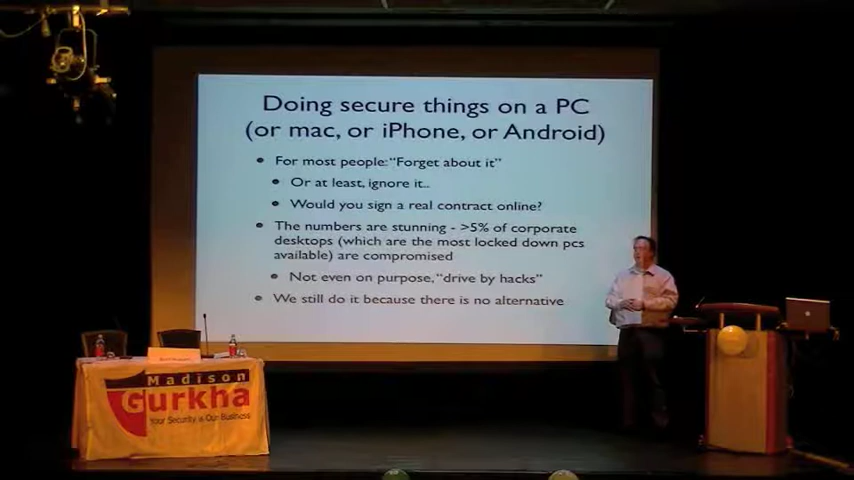 Doing secure things on a PC
(or mac, or iPhone, or Android)
• For most people: "Forget about it"
• Or at least, ignore it...
• Would you sign a real contract online?
• The numbers are stunning - >5% of corporate
desktops (which are the most locked down pcs
available) are compromised
• Not even on purpose, "drive by hacks"
• We still do it because there is no alternative
Madison
Gurkha
Your Security is Our Business